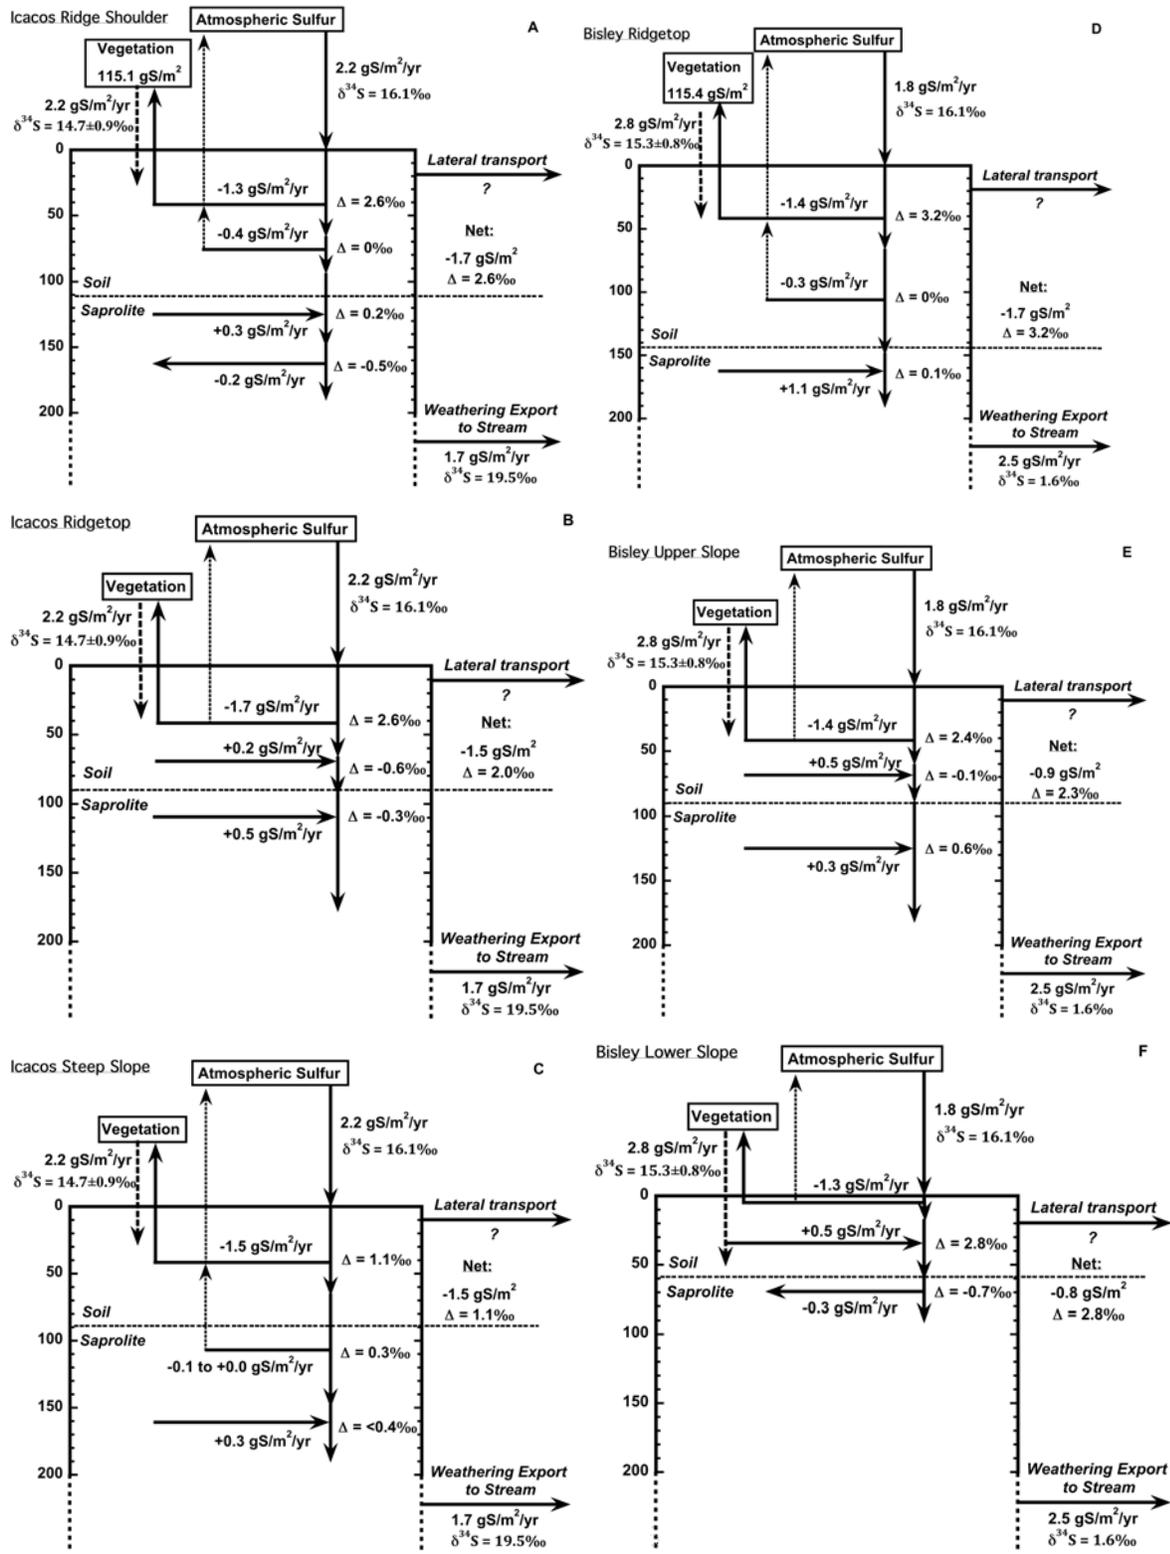 Icacos Ridge Shoulder
A
Atmospheric Sulfur
Vegetation
115.1 gS/m²
2.2 gS/m²/yr
δ³⁴S = 14.7±0.9‰
2.2 gS/m²/yr
δ³⁴S = 16.1‰
0
50
100
150
200
Lateral transport
?
-1.3 gS/m²/yr
Δ = 2.6‰
-0.4 gS/m²/yr
Δ = 0‰
Net:
-1.7 gS/m²
Δ = 2.6‰
Soil
Saprolite
+0.3 gS/m²/yr
Δ = 0.2‰
-0.2 gS/m²/yr
Δ = -0.5‰
Weathering Export
to Stream
1.7 gS/m²/yr
δ³⁴S = 19.5‰
Icacos Ridgetop
B
Atmospheric Sulfur
Vegetation
2.2 gS/m²/yr
δ³⁴S = 14.7±0.9‰
2.2 gS/m²/yr
δ³⁴S = 16.1‰
0
50
100
150
200
Lateral transport
?
-1.7 gS/m²/yr
Δ = 2.6‰
+0.2 gS/m²/yr
Δ = -0.6‰
Net:
-1.5 gS/m²
Δ = 2.0‰
Soil
Saprolite
+0.5 gS/m²/yr
Δ = -0.3‰
Weathering Export
to Stream
1.7 gS/m²/yr
δ³⁴S = 19.5‰
Icacos Steep Slope
C
Atmospheric Sulfur
Vegetation
2.2 gS/m²/yr
δ³⁴S = 14.7±0.9‰
2.2 gS/m²/yr
δ³⁴S = 16.1‰
0
50
100
150
200
Lateral transport
?
-1.5 gS/m²/yr
Δ = 1.1‰
Net:
-1.5 gS/m²
Δ = 1.1‰
Soil
Saprolite
-0.1 to +0.0 gS/m²/yr
Δ = 0.3‰
+0.3 gS/m²/yr
Δ = <0.4‰
Weathering Export
to Stream
1.7 gS/m²/yr
δ³⁴S = 19.5‰
Bisley Ridgetop
D
Atmospheric Sulfur
Vegetation
115.4 gS/m²
2.8 gS/m²/yr
δ³⁴S = 15.3±0.8‰
1.8 gS/m²/yr
δ³⁴S = 16.1‰
0
50
100
150
200
Lateral transport
?
-1.4 gS/m²/yr
Δ = 3.2‰
-0.3 gS/m²/yr
Δ = 0‰
Net:
-1.7 gS/m²
Δ = 3.2‰
Soil
Saprolite
+1.1 gS/m²/yr
Δ = 0.1‰
Weathering Export
to Stream
2.5 gS/m²/yr
δ³⁴S = 1.6‰
Bisley Upper Slope
E
Atmospheric Sulfur
Vegetation
2.8 gS/m²/yr
δ³⁴S = 15.3±0.8‰
1.8 gS/m²/yr
δ³⁴S = 16.1‰
0
50
100
150
200
Lateral transport
?
-1.4 gS/m²/yr
Δ = 2.4‰
+0.5 gS/m²/yr
Δ = -0.1‰
Net:
-0.9 gS/m²
Δ = 2.3‰
Soil
Saprolite
+0.3 gS/m²/yr
Δ = 0.6‰
Weathering Export
to Stream
2.5 gS/m²/yr
δ³⁴S = 1.6‰
Bisley Lower Slope
F
Atmospheric Sulfur
Vegetation
2.8 gS/m²/yr
δ³⁴S = 15.3±0.8‰
1.8 gS/m²/yr
δ³⁴S = 16.1‰
0
50
100
150
200
Lateral transport
?
-1.3 gS/m²/yr
+0.5 gS/m²/yr
Δ = 2.8‰
Net:
-0.8 gS/m²
Δ = 2.8‰
Soil
Saprolite
-0.3 gS/m²/yr
Δ = -0.7‰
Weathering Export
to Stream
2.5 gS/m²/yr
δ³⁴S = 1.6‰